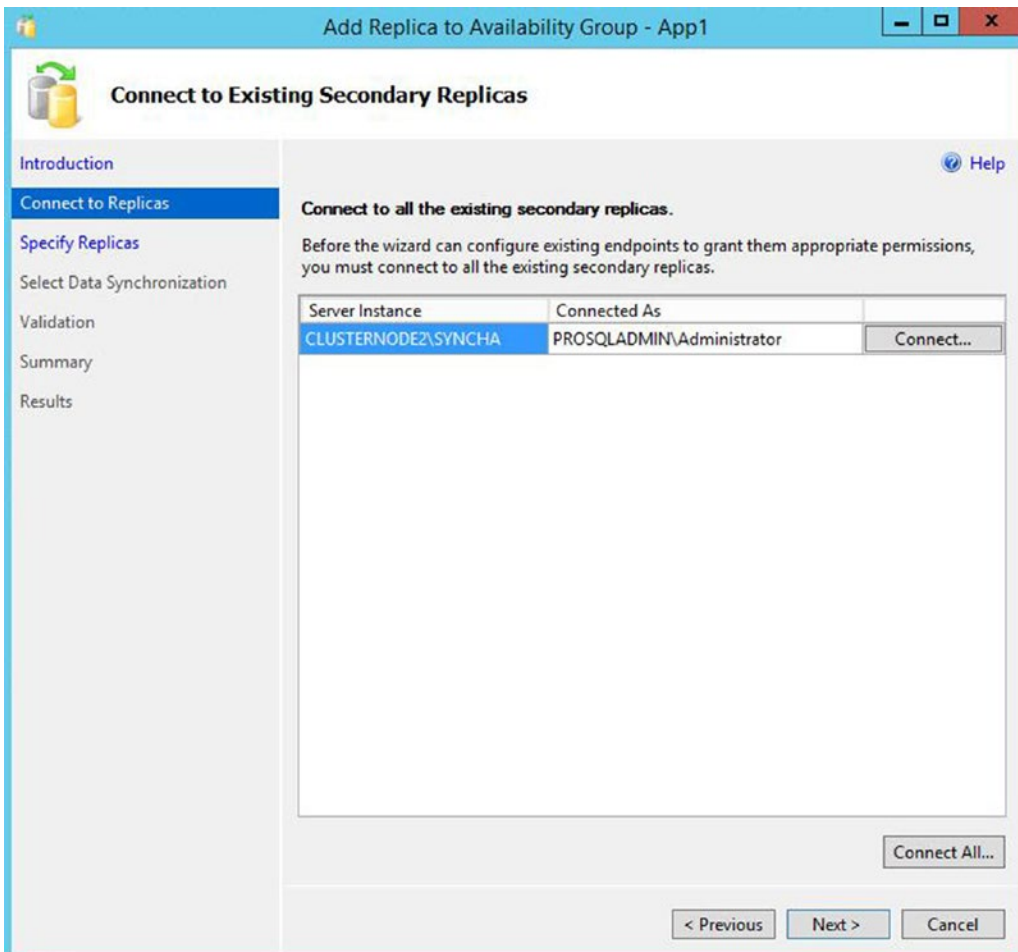 Add Replica to Availability Group - App1
Connect to Existing Secondary Replicas
Introduction
Connect to Replicas
Specify Replicas
Select Data Synchronization
Validation
Summary
Results
Help
Connect to all the existing secondary replicas.
Before the wizard can configure existing endpoints to grant them appropriate permissions,
you must connect to all the existing secondary replicas.
Server Instance Connected As
CLUSTERNODE2\SYNCHA PROSQLADMIN\Administrator Connect...
Connect All...
< Previous Next > Cancel